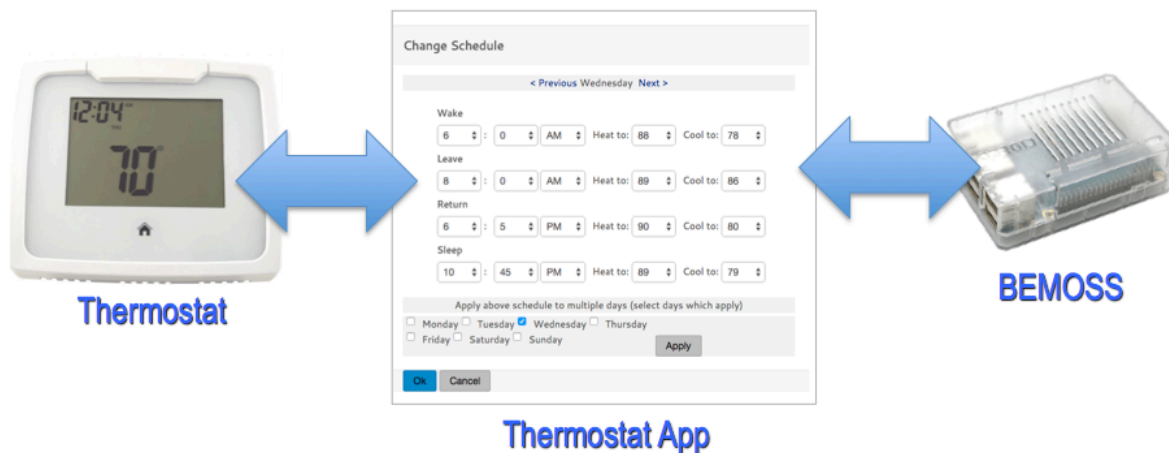 12:04
THU
70°
Thermostat
Change Schedule
< Previous Wednesday Next >
Wake
6 : 0 AM Heat to: 88 Cool to: 78
Leave
8 : 0 AM Heat to: 89 Cool to: 86
Return
6 : 5 PM Heat to: 90 Cool to: 80
Sleep
10 : 45 PM Heat to: 89 Cool to: 79
Apply above schedule to multiple days (select days which apply)
Monday Tuesday Wednesday Thursday
Friday Saturday Sunday
Apply
Ok Cancel
Thermostat App
BEMOSS